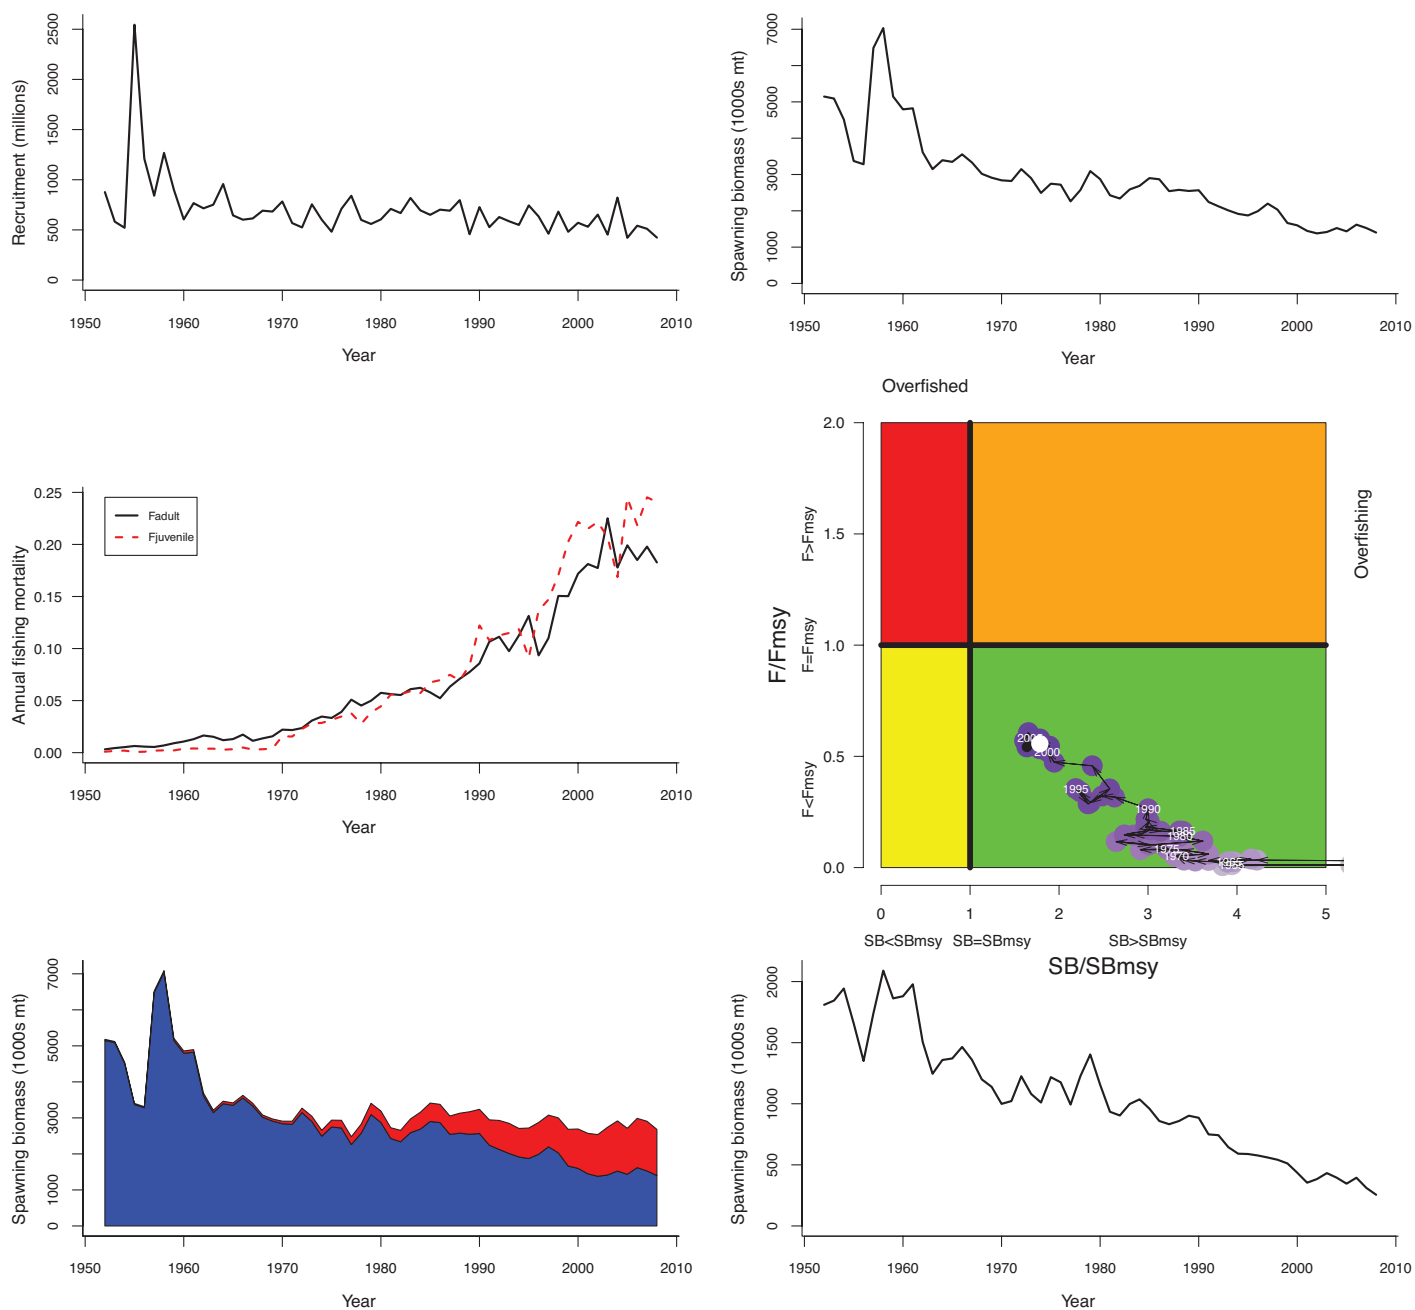 Recruitment (millions)
0 500 1000 1500 2000 2500
1950 1960 1970 1980 1990 2000 2010
Year
Spawning biomass (1000s mt)
0 1000 3000 5000 7000
1950 1960 1970 1980 1990 2000 2010
Year
Annual fishing mortality
0.25
0.20
0.15
0.10
0.05
0.00
Fadult
Fjuvenile
1950 1960 1970 1980 1990 2000 2010
Year
Overfished
Overfishing
F/Fmsy
F<Fmsy F=Fmsy F>Fmsy
2.0
1.5
1.0
0.5
0.0
2000
1995
1990
1985
1980
1975
1970
0 1 2 3 4 5
SB<SBmsy SB=SBmsy SB>SBmsy
SB/SBmsy
Spawning biomass (1000s mt)
0 1000 3000 5000 7000
1950 1960 1970 1980 1990 2000 2010
Year
Spawning biomass (1000s mt)
0 500 1000 1500 2000
1950 1960 1970 1980 1990 2000 2010
Year